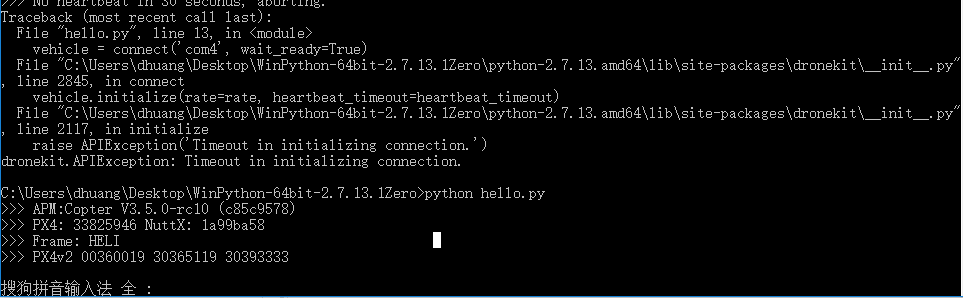 >>> No heartbeat in 30 seconds, aborting.
Traceback (most recent call last):
  File "hello.py", line 13, in <module>
    vehicle = connect('com4', wait_ready=True)
  File "C:\Users\dhuang\Desktop\WinPython-64bit-2.7.13.1Zero\python-2.7.13.amd64\lib\site-packages\dronekit\__init__.py"
, line 2845, in connect
    vehicle.initialize(rate=rate, heartbeat_timeout=heartbeat_timeout)
  File "C:\Users\dhuang\Desktop\WinPython-64bit-2.7.13.1Zero\python-2.7.13.amd64\lib\site-packages\dronekit\__init__.py"
, line 2117, in initialize
    raise APIException('Timeout in initializing connection.')
dronekit.APIException: Timeout in initializing connection.
C:\Users\dhuang\Desktop\WinPython-64bit-2.7.13.1Zero>python hello.py
>>> APM:Copter V3.5.0-rc10 (c85c9578)
>>> PX4: 33825946 NuttX: 1a99ba58
>>> Frame: HELI
>>> PX4v2 00360019 30365119 30393333
搜狗拼音输入法 全 :